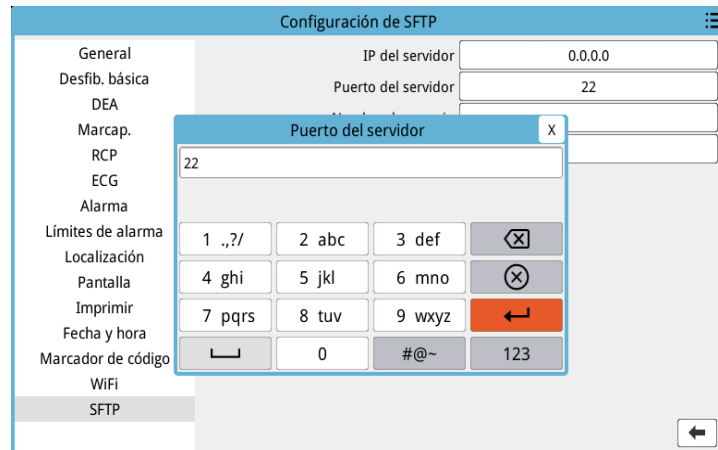 Configuración de SFTP
General
Desfib. básica
DEA
Marcap.
RCP
ECG
Alarma
Límites de alarma
Localización
Pantalla
Imprimir
Fecha y hora
Marcador de código
WiFi
SFTP
IP del servidor 0.0.0.0
Puerto del servidor 22
Puerto del servidor X
22
1 .,?/ 2 abc 3 def
4 ghi 5 jkl 6 mno
7 pqrs 8 tuv 9 wxyz
0 #@~ 123